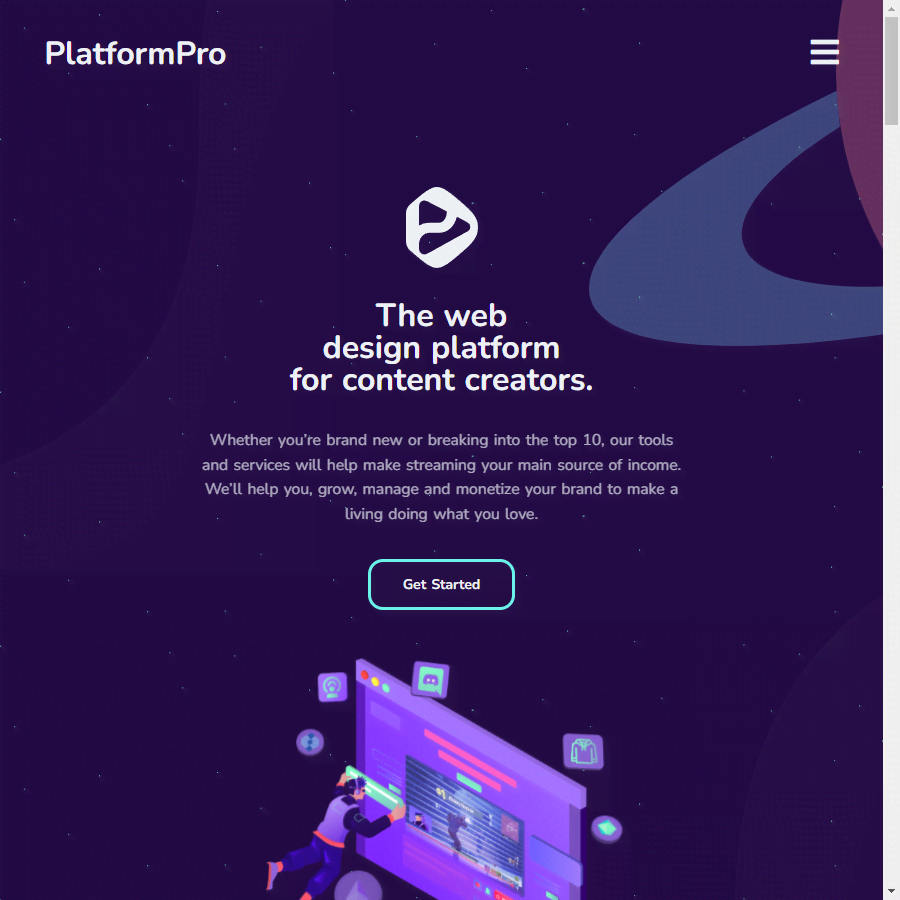 PlatformPro
The web
design platform
for content creators.
Whether you're brand new or breaking into the top 10, our tools
and services will help make streaming your main source of income.
We'll help you, grow, manage and monetize your brand to make a
living doing what you love.
Get Started